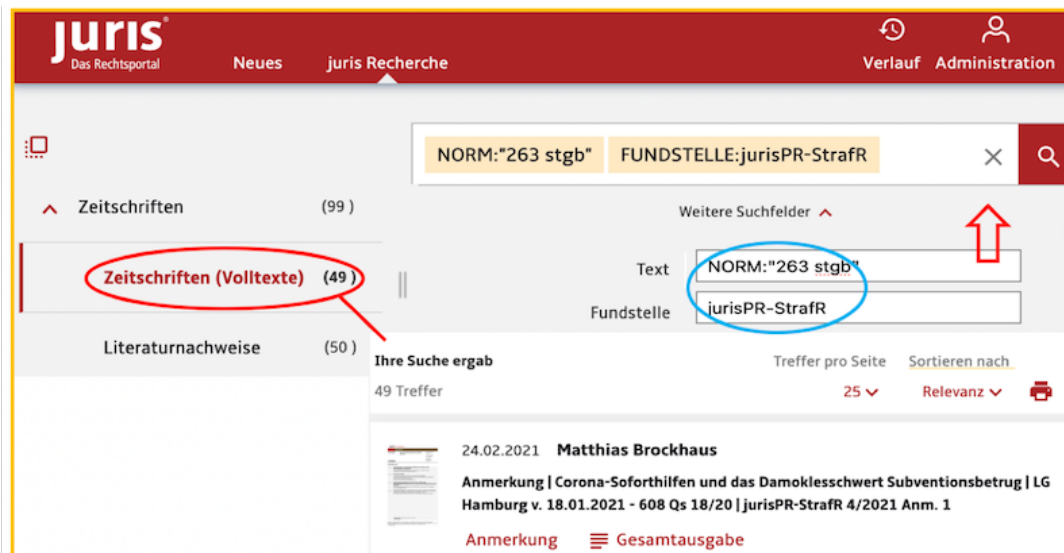 juris®
Das Rechtsportal
Neues
juris Recherche
Verlauf
Administration
NORM:"263 stgb" FUNDSTELLE:jurisPR-StrafR
Zeitschriften (99 )
Zeitschriften (Volltexte) (49 )
Literaturnachweise (50 )
Weitere Suchfelder
Text NORM:"263 stgb"
Fundstelle jurisPR-StrafR
Ihre Suche ergab
49 Treffer
Treffer pro Seite
25
Sortieren nach
Relevanz
24.02.2021 Matthias Brockhaus
Anmerkung | Corona-Soforthilfen und das Damoklesschwert Subventionsbetrug | LG
Hamburg v. 18.01.2021 - 608 Qs 18/20 | jurisPR-StrafR 4/2021 Anm. 1
Anmerkung Gesamtausgabe